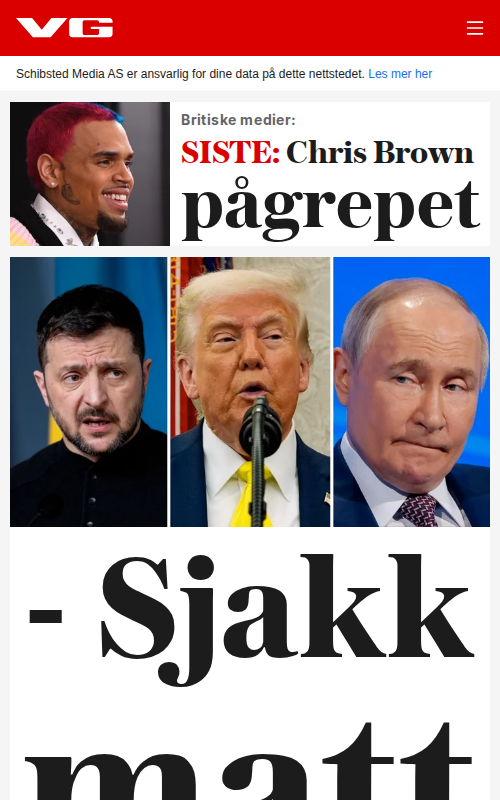 VG
Schibsted Media AS er ansvarlig for dine data på dette nettstedet. Les mer her
Britiske medier:
SISTE: Chris Brown
pågrepet
- Sjakk
matt